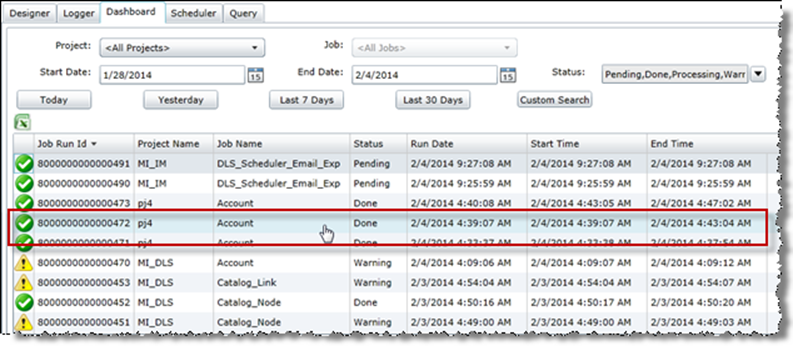 Designer Logger Dashboard Scheduler Query
Project: <All Projects> Job: <All Jobs>
Start Date: 1/28/2014 15 End Date: 2/4/2014 15 Status: Pending,Done,Processing,Warr
Today Yesterday Last 7 Days Last 30 Days Custom Search
Job Run Id Project Name Job Name Status Run Date Start Time End Time
8000000000000491 MI_IM DLS_Scheduler_Email_Exp Pending 2/4/2014 9:27:08 AM 2/4/2014 9:27:08 AM 2/4/2014 9:27:08 AM
8000000000000490 MI_IM DLS_Scheduler_Email_Exp Pending 2/4/2014 9:25:59 AM 2/4/2014 9:25:59 AM 2/4/2014 9:25:59 AM
8000000000000473 pj4 Account Done 2/4/2014 4:40:08 AM 2/4/2014 4:43:05 AM 2/4/2014 4:47:02 AM
8000000000000472 pj4 Account Done 2/4/2014 4:39:07 AM 2/4/2014 4:39:07 AM 2/4/2014 4:43:04 AM
8000000000000471 pj4 Account Done 2/4/2014 4:33:37 AM 2/4/2014 4:33:38 AM 2/4/2014 4:37:54 AM
8000000000000470 MI_DLS Account Warning 2/4/2014 4:09:06 AM 2/4/2014 4:09:07 AM 2/4/2014 4:09:12 AM
8000000000000453 MI_DLS Catalog_Link Warning 2/3/2014 4:54:04 AM 2/3/2014 4:54:04 AM 2/3/2014 4:54:07 AM
8000000000000452 MI_DLS Catalog_Node Done 2/3/2014 4:50:16 AM 2/3/2014 4:50:17 AM 2/3/2014 4:50:20 AM
8000000000000451 MI_DLS Catalog_Node Warning 2/3/2014 4:49:00 AM 2/3/2014 4:49:00 AM 2/3/2014 4:49:03 AM